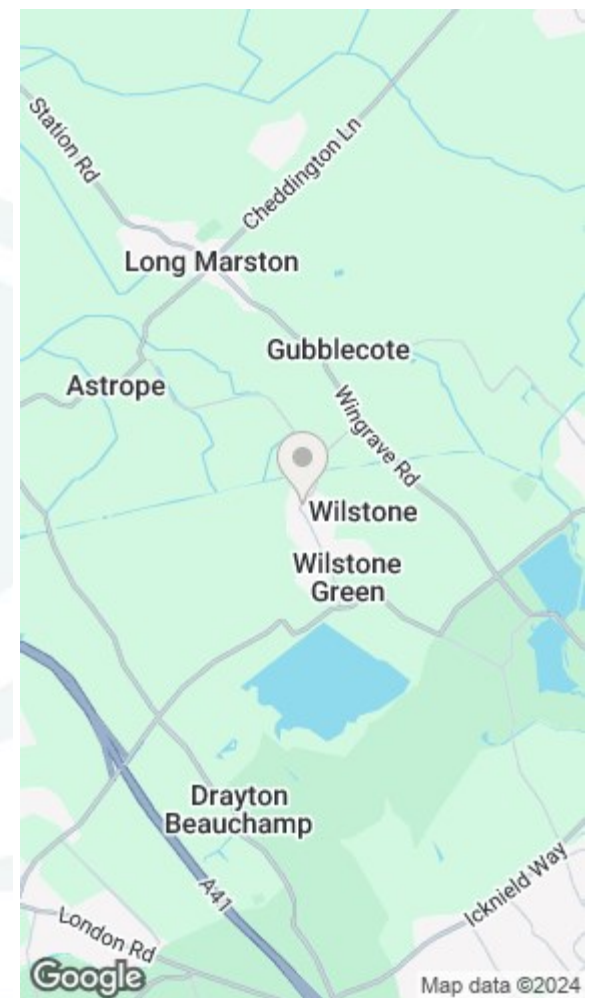 Station Rd
Cheddington Ln
Long Marston
Gubblecote
Astrope
Wingrave Rd
Wilstone
Wilstone
Green
Drayton
Beauchamp
A41
Icknield Way
London Rd
Google
Map data ©2024